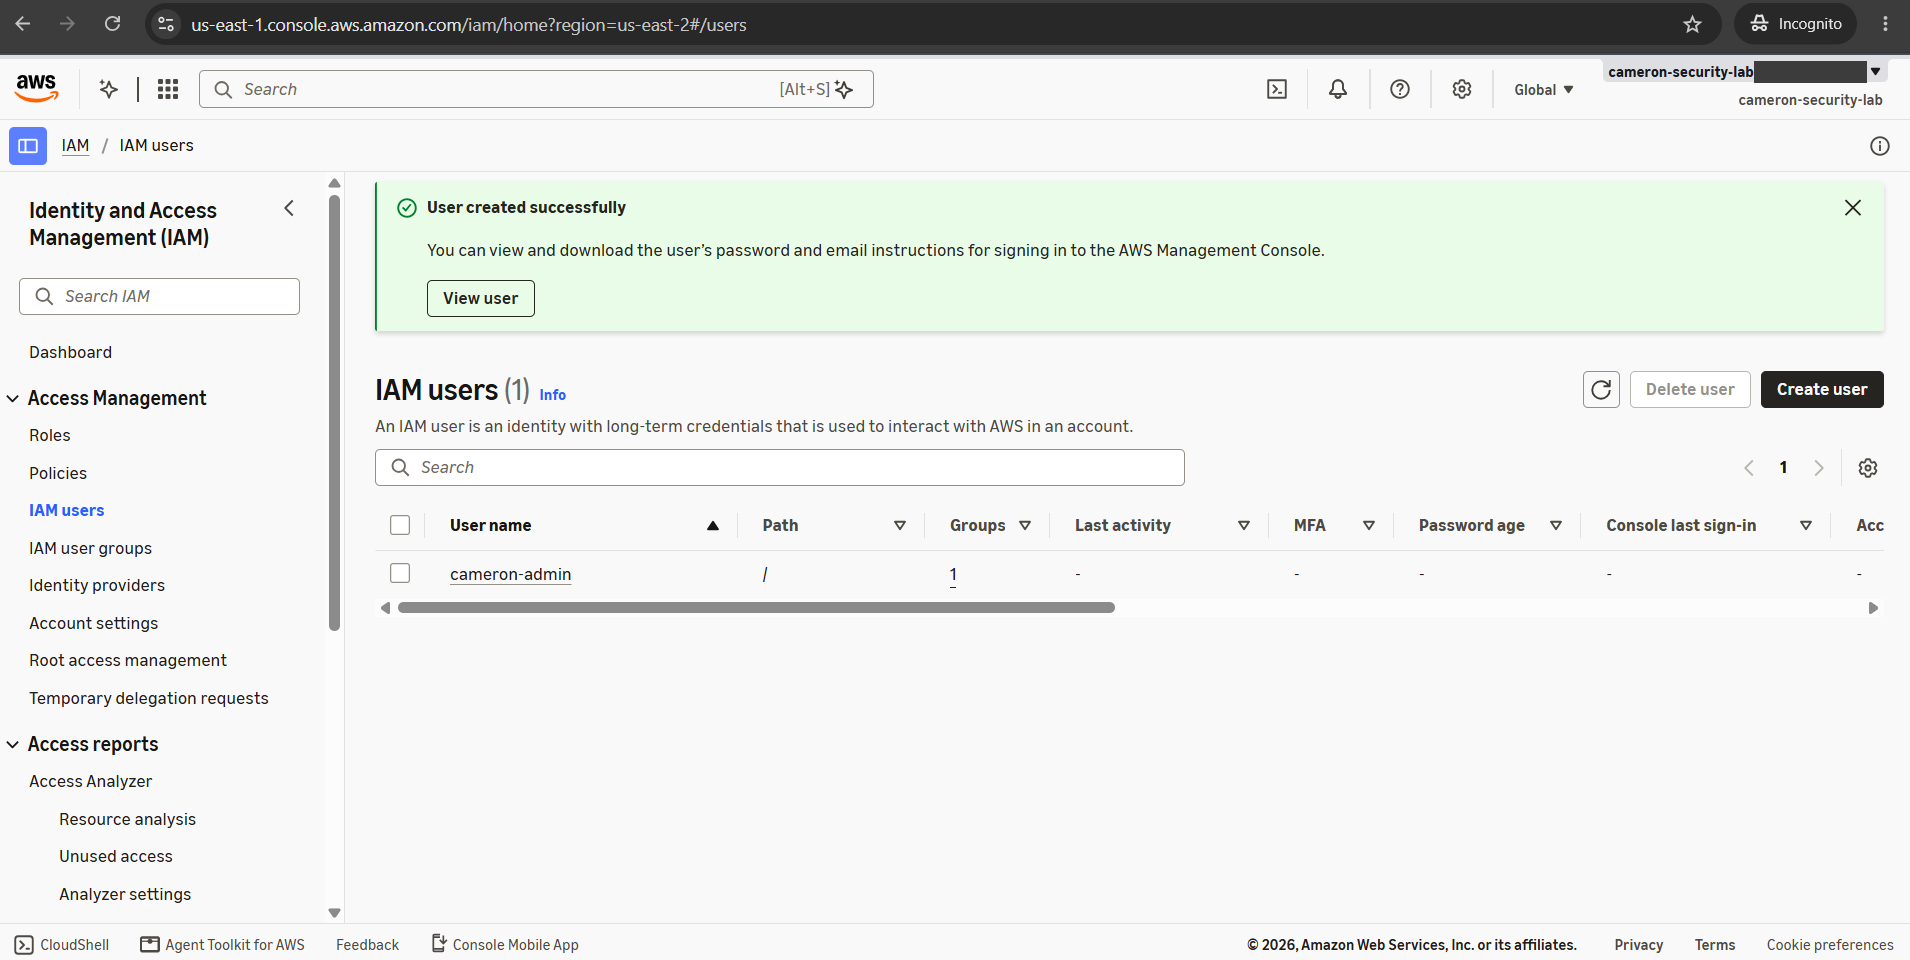 us-east-1.console.aws.amazon.com/iam/home?region=us-east-2#/users
Incognito
aws
Search
[Alt+S]
Global
cameron-security-lab
cameron-security-lab
IAM / IAM users
Identity and Access
Management (IAM)
Search IAM
Dashboard
Access Management
Roles
Policies
IAM users
IAM user groups
Identity providers
Account settings
Root access management
Temporary delegation requests
Access reports
Access Analyzer
Resource analysis
Unused access
Analyzer settings
User created successfully
You can view and download the user's password and email instructions for signing in to the AWS Management Console.
View user
IAM users (1) Info
Delete user
Create user
An IAM user is an identity with long-term credentials that is used to interact with AWS in an account.
Search
1
User name Path Groups Last activity MFA Password age Console last sign-in Acc
cameron-admin / 1 - - - - -
CloudShell Agent Toolkit for AWS Feedback Console Mobile App © 2026, Amazon Web Services, Inc. or its affiliates. Privacy Terms Cookie preferences